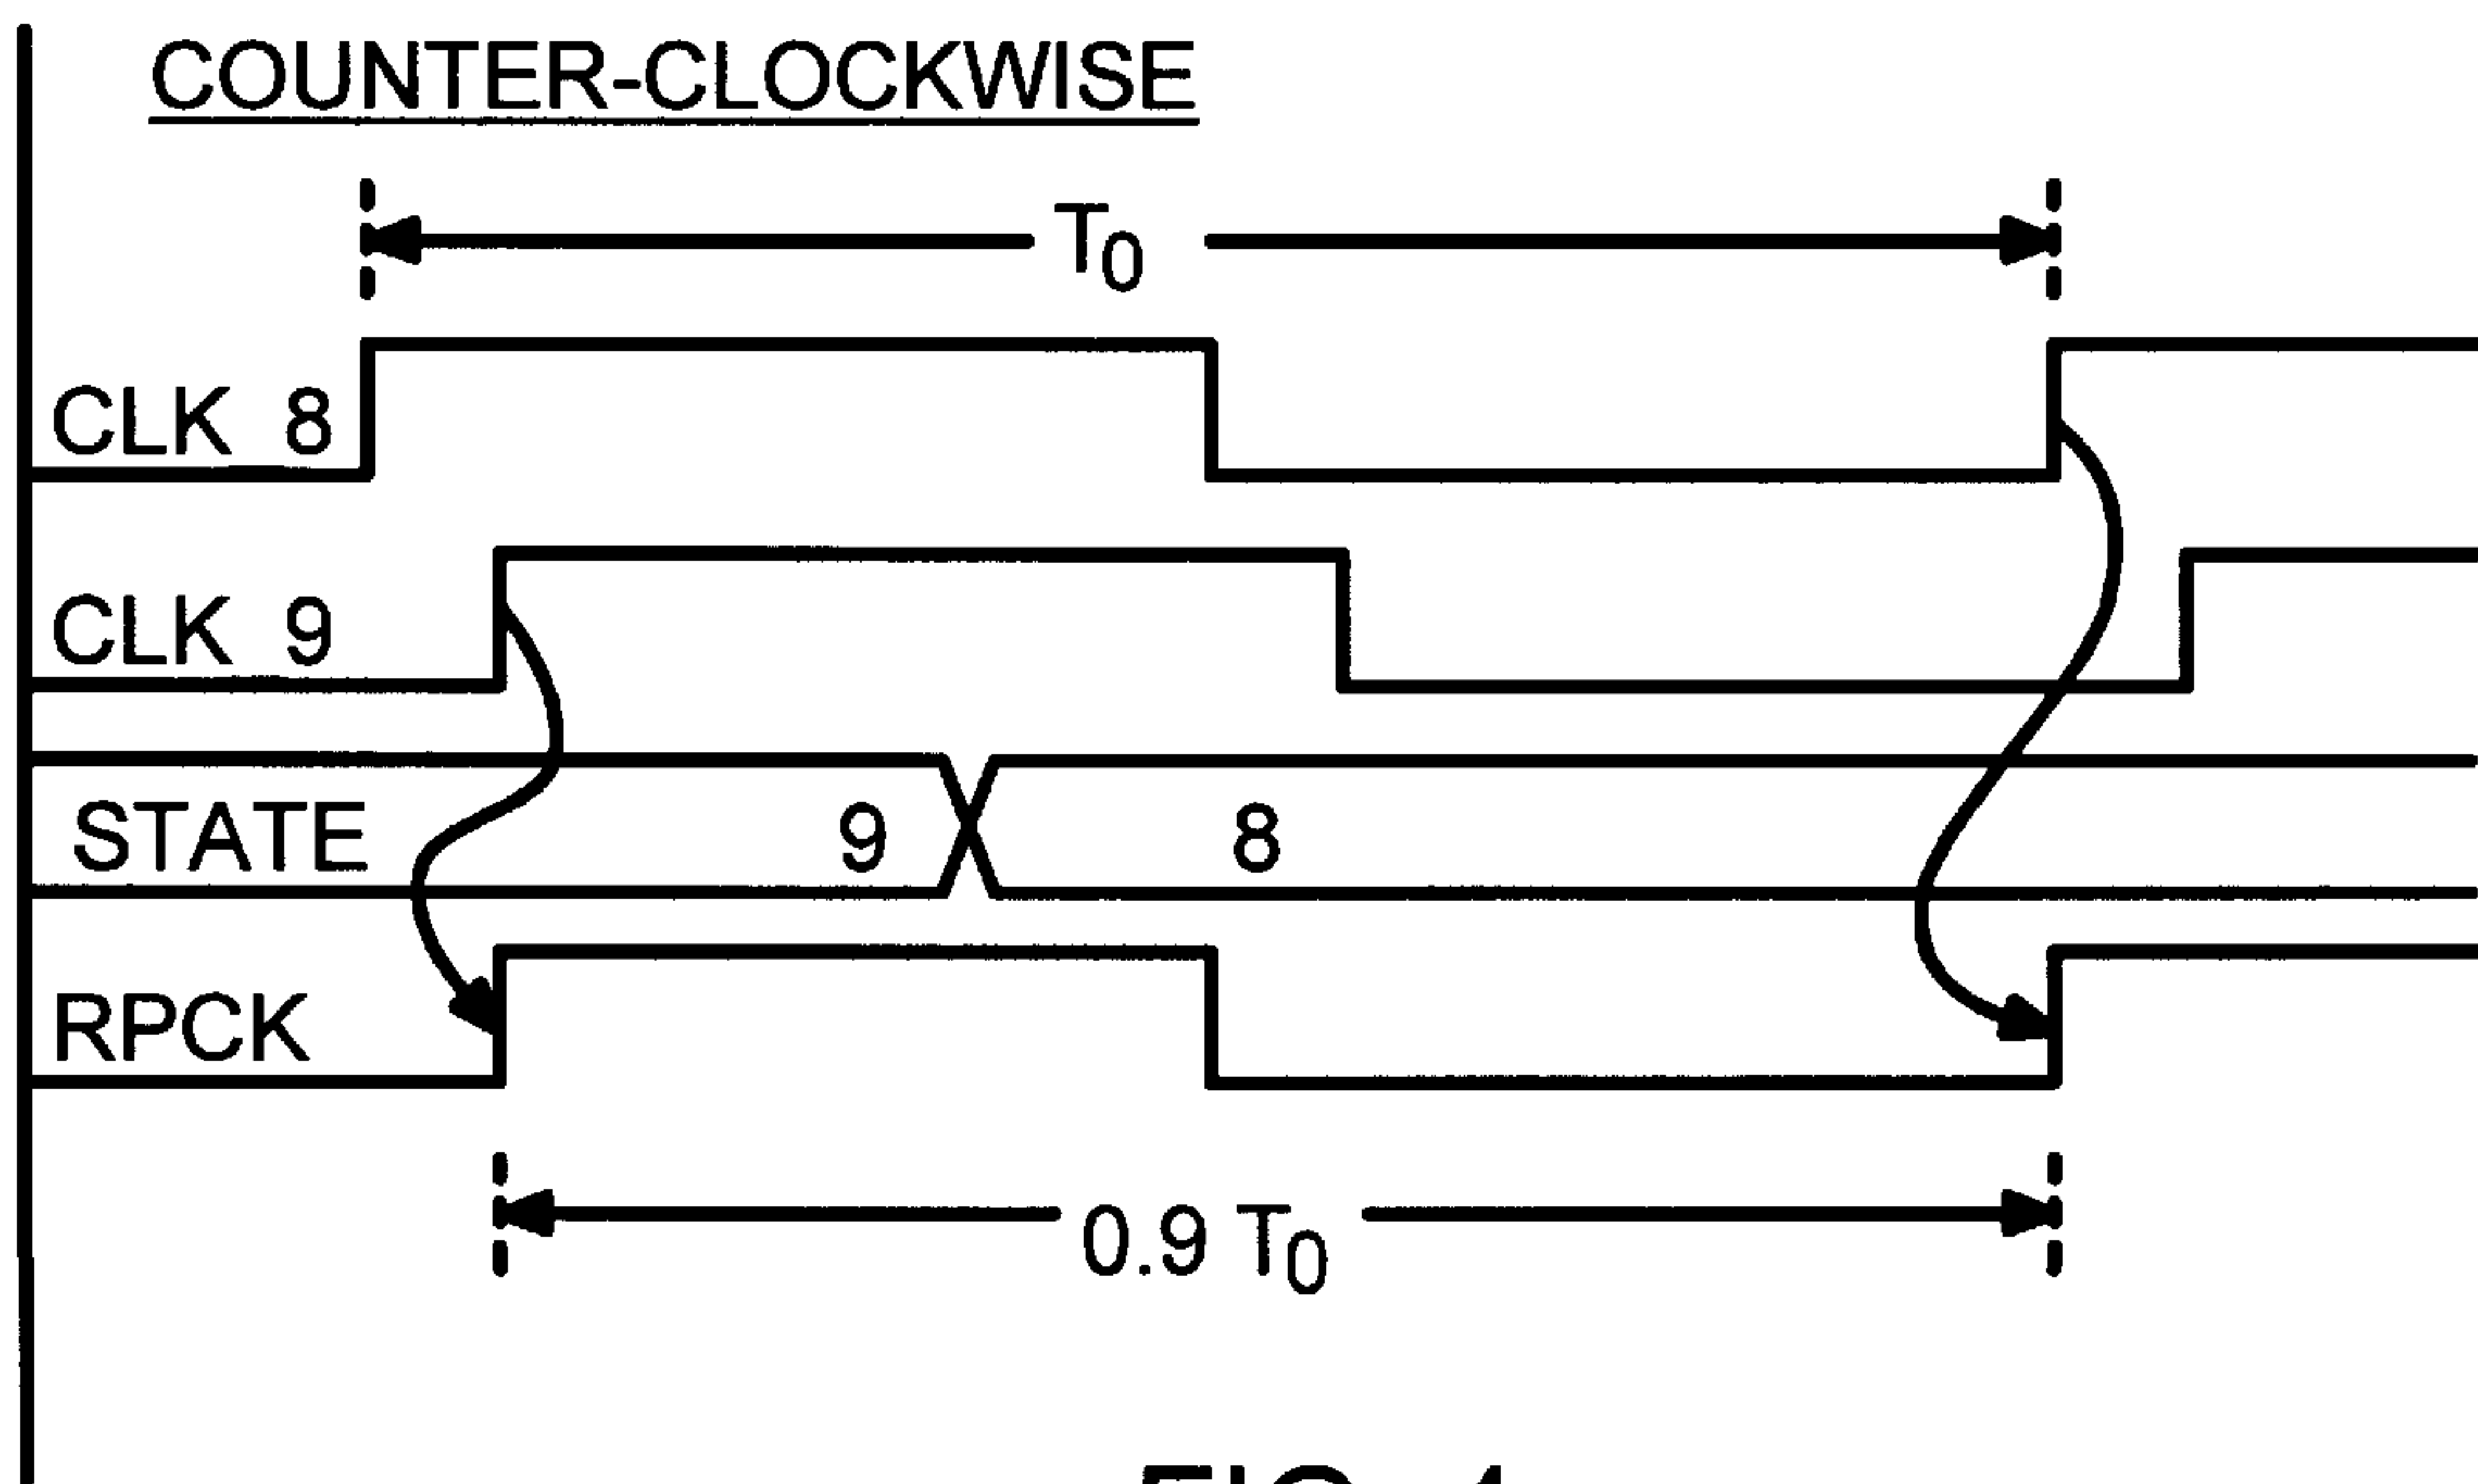 COUNTER-CLOCKWISE
T0
CLK 8
CLK 9
STATE 9 8
RPCK
0.9 T0